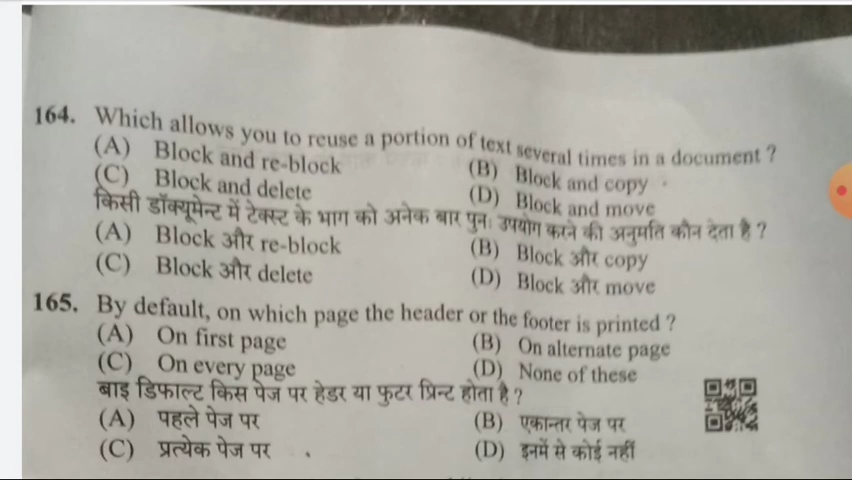 164. Which allows you to reuse a portion of text several times in a document ?
(A) Block and re-block (B) Block and copy
(C) Block and delete (D) Block and move
किसी डॉक्यूमेन्ट में टेक्स्ट के भाग को अनेक बार पुनः उपयोग करने की अनुमति कौन देता है ?
(A) Block और re-block (B) Block और copy
(C) Block और delete (D) Block और move
165. By default, on which page the header or the footer is printed ?
(A) On first page (B) On alternate page
(C) On every page (D) None of these
बाइ डिफाल्ट किस पेज पर हेडर या फुटर प्रिन्ट होता है ?
(A) पहले पेज पर (B) एकान्तर पेज पर
(C) प्रत्येक पेज पर (D) इनमें से कोई नहीं